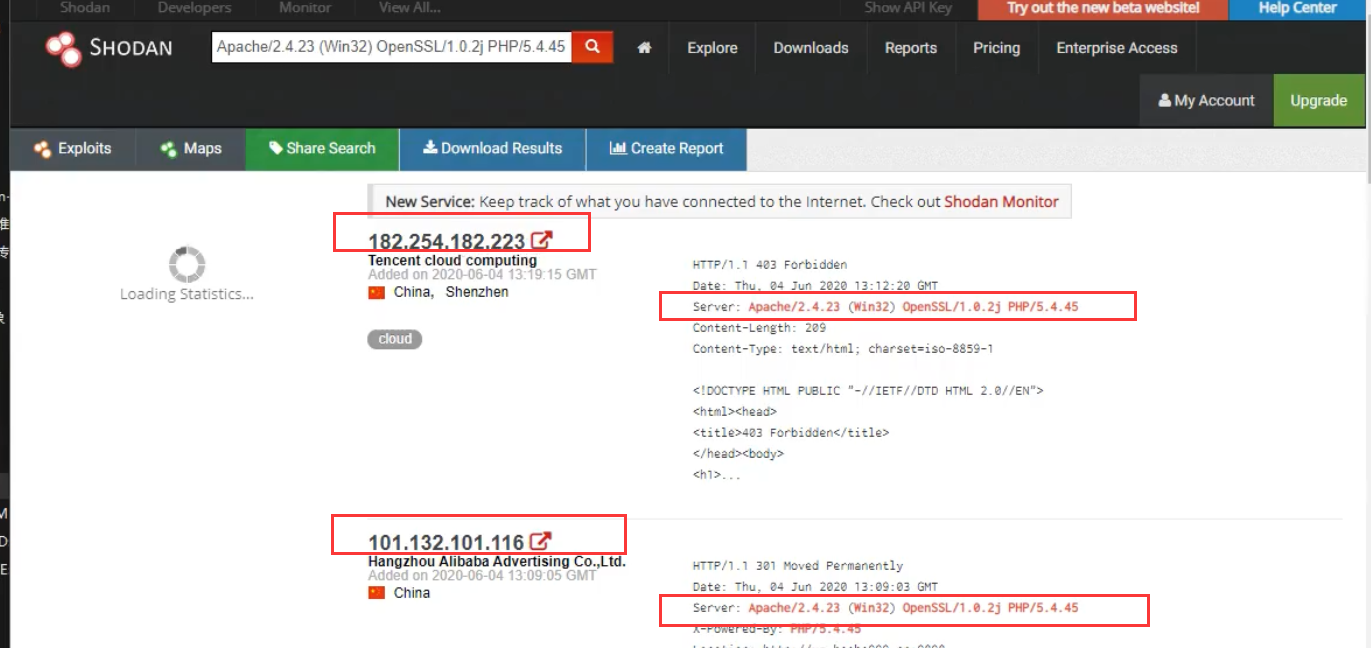 Shodan Developers Monitor View All... Show API Key Try out the new beta website! Help Center
SHODAN Apache/2.4.23 (Win32) OpenSSL/1.0.2j PHP/5.4.45 Explore Downloads Reports Pricing Enterprise Access
My Account Upgrade
Exploits Maps Share Search Download Results Create Report
New Service: Keep track of what you have connected to the Internet. Check out Shodan Monitor
182.254.182.223
Tencent cloud computing
Added on 2020-06-04 13:19:15 GMT
China, Shenzhen
cloud
Loading Statistics...
HTTP/1.1 403 Forbidden
Date: Thu, 04 Jun 2020 13:12:20 GMT
Server: Apache/2.4.23 (Win32) OpenSSL/1.0.2j PHP/5.4.45
Content-Length: 209
Content-Type: text/html; charset=iso-8859-1
<!DOCTYPE HTML PUBLIC "-//IETF//DTD HTML 2.0//EN">
<html><head>
<title>403 Forbidden</title>
</head><body>
<h1>...
101.132.101.116
Hangzhou Alibaba Advertising Co.,Ltd.
Added on 2020-06-04 13:09:05 GMT
China
HTTP/1.1 301 Moved Permanently
Date: Thu, 04 Jun 2020 13:09:03 GMT
Server: Apache/2.4.23 (Win32) OpenSSL/1.0.2j PHP/5.4.45
X-Powered-By: PHP/5.4.45